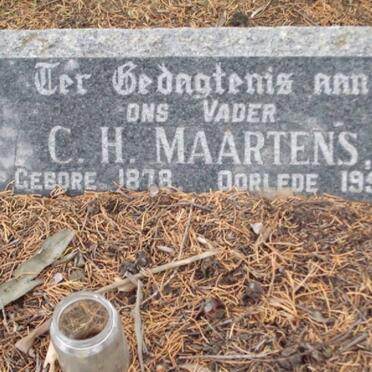 Ter Gedagtenis aan
ONS VADER
C. H. MAARTENS,
GEBORE 1878 OORLEDE